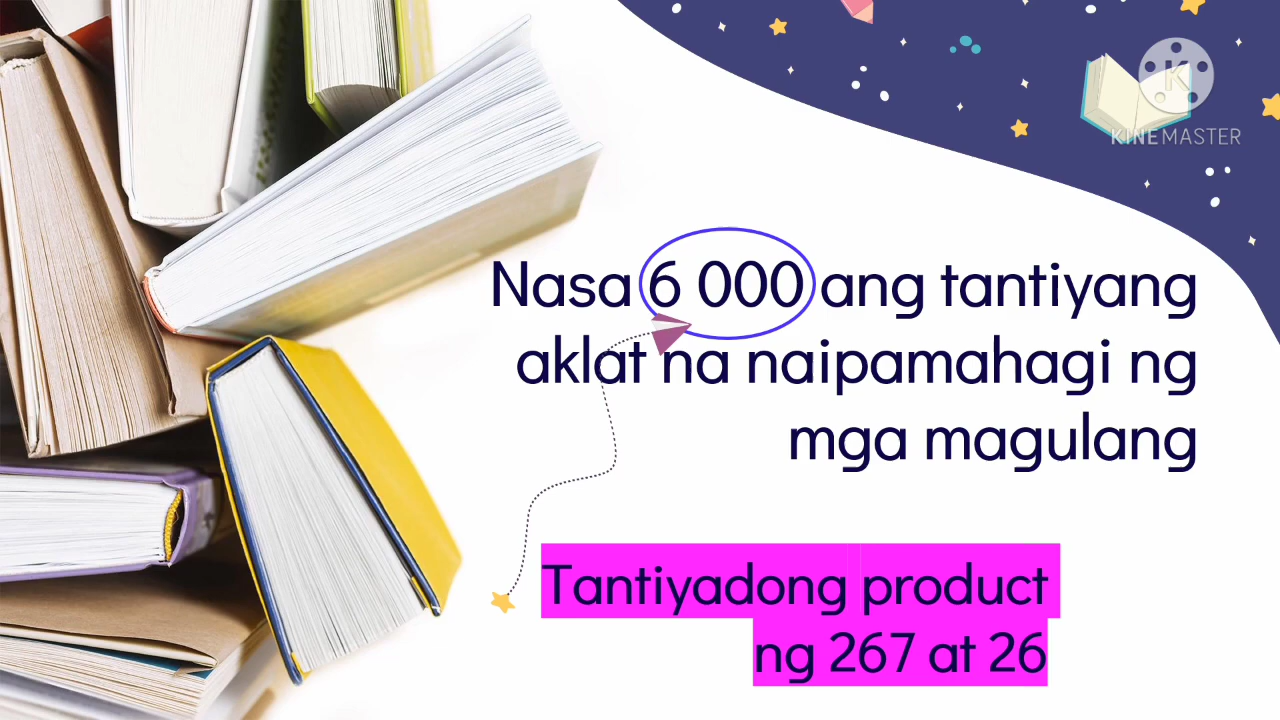 K
KINEMASTER
Nasa 6 000 ang tantiyang
aklat na naipamahagi ng
mga magulang
Tantiyadong product
ng 267 at 26